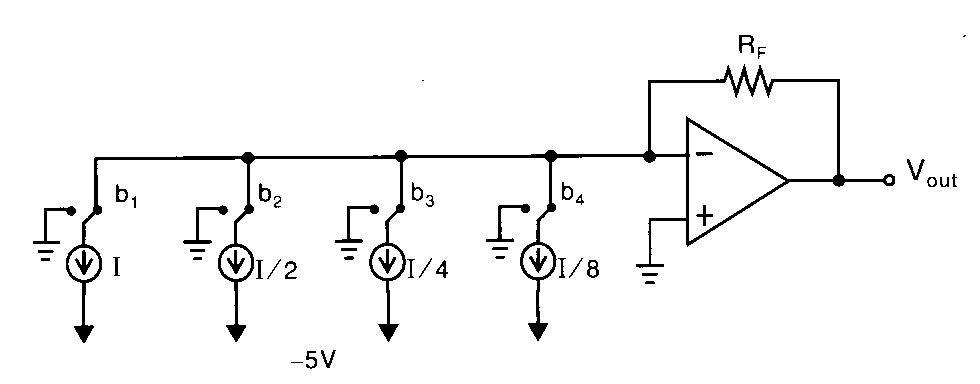 R_F
V_out
b_1
b_2
b_3
b_4
−
+
I
I/2
I/4
I/8
−5V